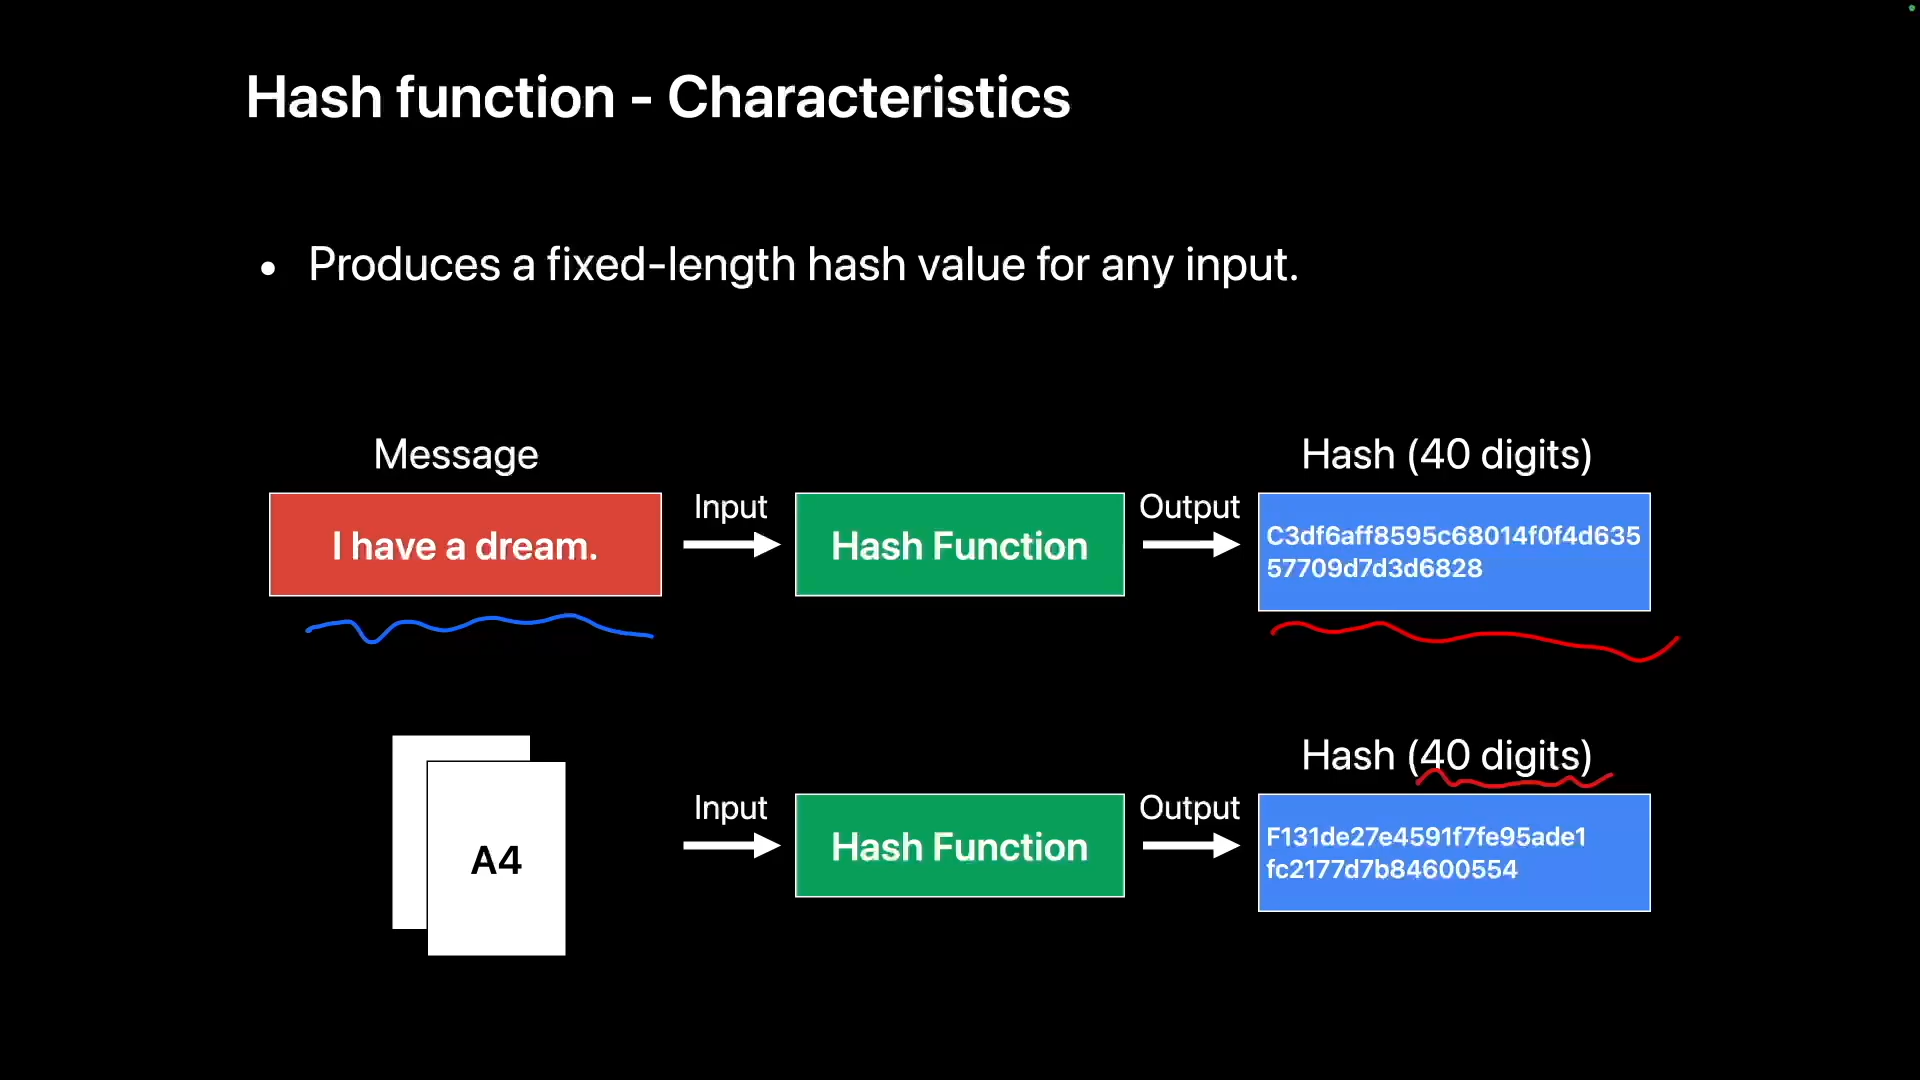 Hash function - Characteristics
• Produces a fixed-length hash value for any input.
Message
Hash (40 digits)
I have a dream.
Input
Hash Function
Output
C3df6aff8595c68014f0f4d635
57709d7d3d6828
Hash (40 digits)
A4
Input
Hash Function
Output
F131de27e4591f7fe95ade1
fc2177d7b84600554